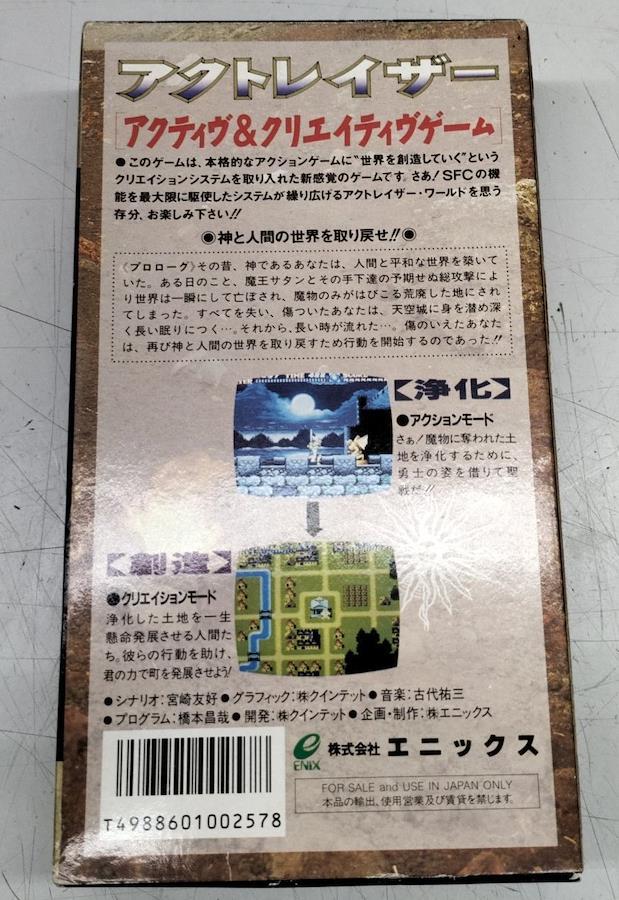 アクトレイザー
アクティヴ&クリエイティヴゲーム
●このゲームは、本格的なアクションゲームに"世界を創造していく"という
クリエイションシステムを取り入れた新感覚のゲームです。さあ！SFCの機
能を最大限に駆使したシステムが繰り広げるアクトレイザー・ワールドを思う
存分、お楽しみ下さい!!
◉神と人間の世界を取り戻せ!!◉
《プロローグ》その昔、神であるあなたは、人間と平和な世界を築い
ていた。ある日のこと、魔王サタンとその手下達の予期せぬ総攻撃によ
り世界は一瞬にして亡ぼされ、魔物のみがはびこる荒廃した地にされ
てしまった。すべてを失い、傷ついたあなたは、天空城に身を潜め深
く長い眠りにつく…。それから、長い時が流れた…。傷のいえたあなた
は、再び神と人間の世界を取り戻すため行動を開始するのであった!!
【浄化】
●アクションモード
さぁ！魔物に奪われた土
地を浄化するために、
勇士の姿を借りて聖
戦だ!!
【創造】
●クリエイションモード
浄化した土地を一生
懸命発展させる人間た
ち。彼らの行動を助け、
君の力で町を発展させよう！
●シナリオ:宮崎友好●グラフィック:㈱クインテット●音楽:古代祐三
●プログラム:橋本昌哉●開発:㈱クインテット●企画・制作:㈱エニックス
ENIX
株式会社 エニックス
FOR SALE and USE IN JAPAN ONLY
本品の輸出、使用営業及び賃貸を禁じます。
T4988601002578